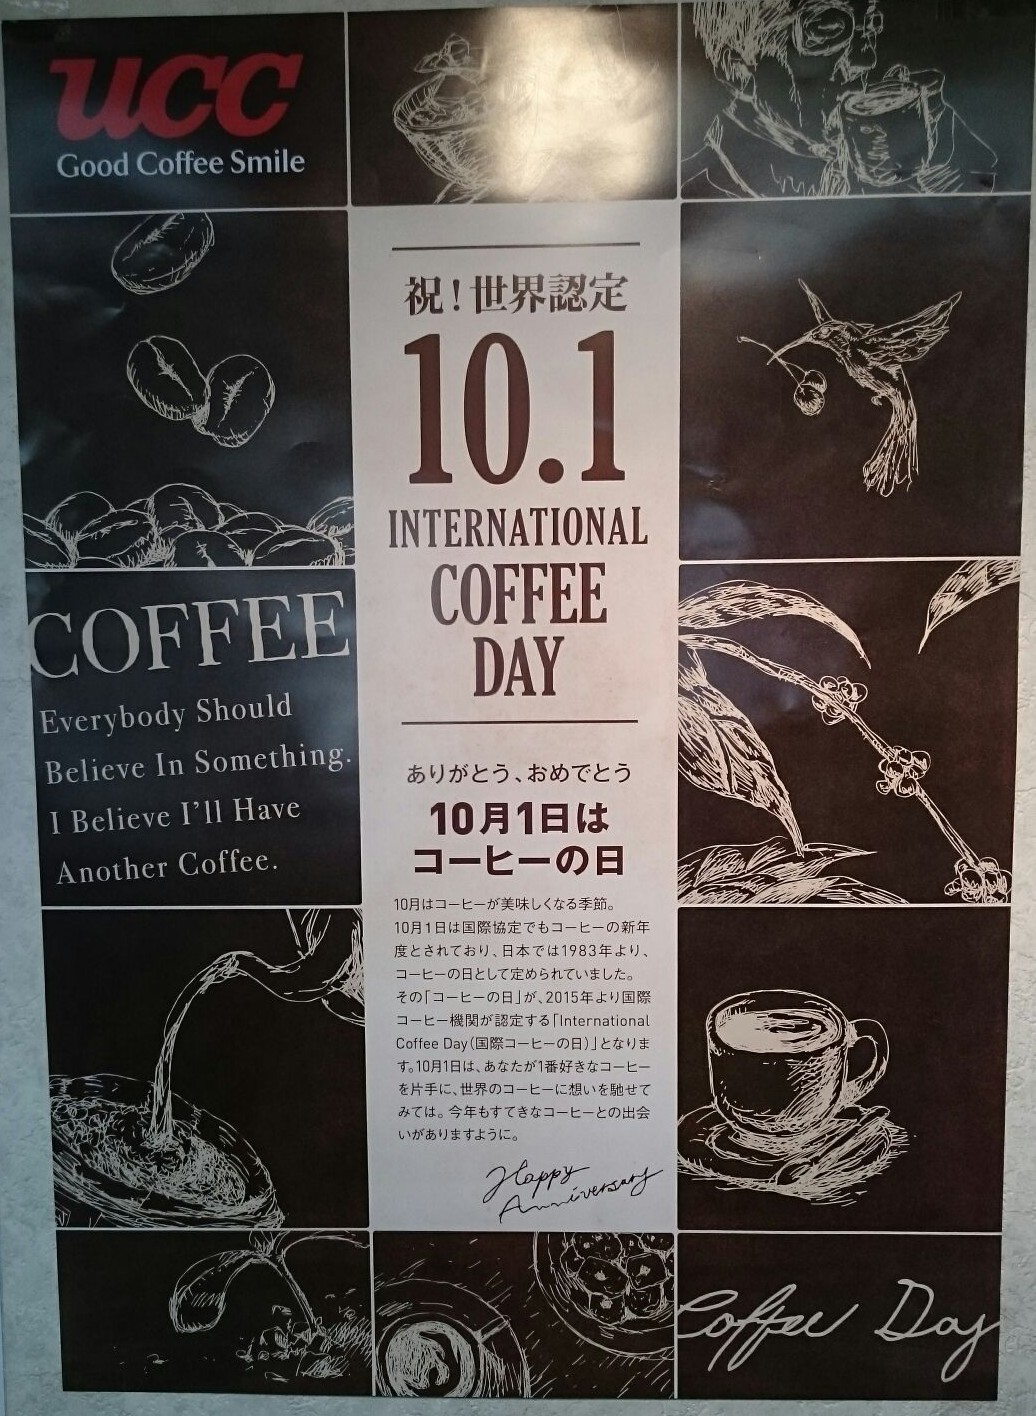 ucc
Good Coffee Smile
祝!世界認定
10.1
INTERNATIONAL
COFFEE
DAY
COFFEE
Everybody Should
Believe In Something.
I Believe I'll Have
Another Coffee.
ありがとう、おめでとう
10月1日は
コーヒーの日
10月はコーヒーが美味しくなる季節。
10月1日は国際協定でもコーヒーの新年
度とされており、日本では1983年より、
コーヒーの日として定められていました。
その「コーヒーの日」が、2015年より国際
コーヒー機関が認定する「International
Coffee Day(国際コーヒーの日)」となりま
す。10月1日は、あなたが1番好きなコーヒー
を片手に、世界のコーヒーに想いを馳せて
みては。今年もすてきなコーヒーとの出会
いがありますように。
Happy
Anniversary
Coffee Day